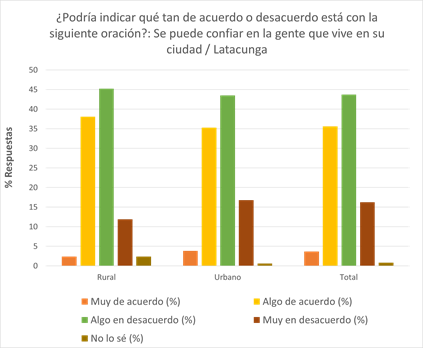 ¿Podría indicar qué tan de acuerdo o desacuerdo está con la
siguiente oración?: Se puede confiar en la gente que vive en su
ciudad / Latacunga
% Respuestas
50
45
40
35
30
25
20
15
10
5
0
Rural Urbano Total
Muy de acuerdo (%) Algo de acuerdo (%)
Algo en desacuerdo (%) Muy en desacuerdo (%)
No lo sé (%)